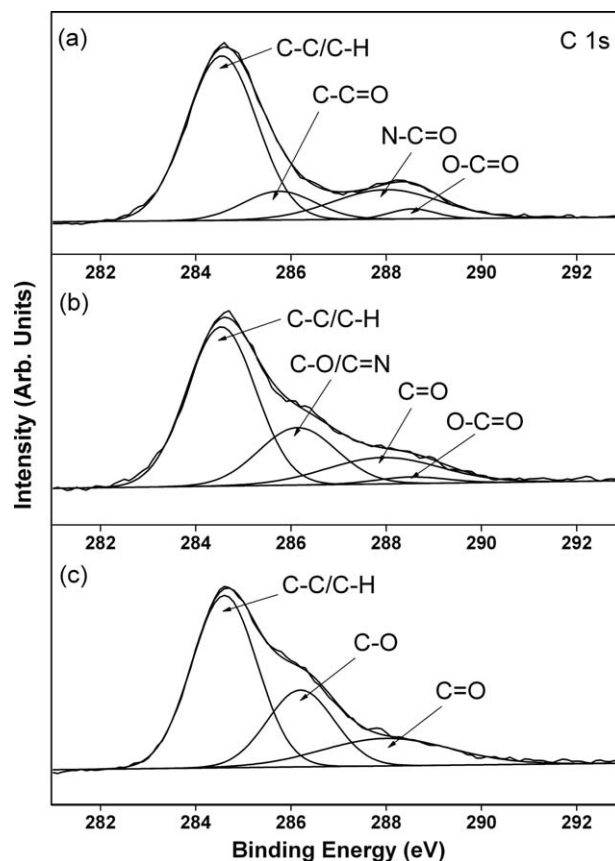 (a)
C 1s
C-C/C-H
C-C=O
N-C=O
O-C=O
282 284 286 288 290 292
(b)
C-C/C-H
C-O/C=N
C=O
O-C=O
282 284 286 288 290 292
(c)
C-C/C-H
C-O
C=O
282 284 286 288 290 292
Intensity (Arb. Units)
Binding Energy (eV)